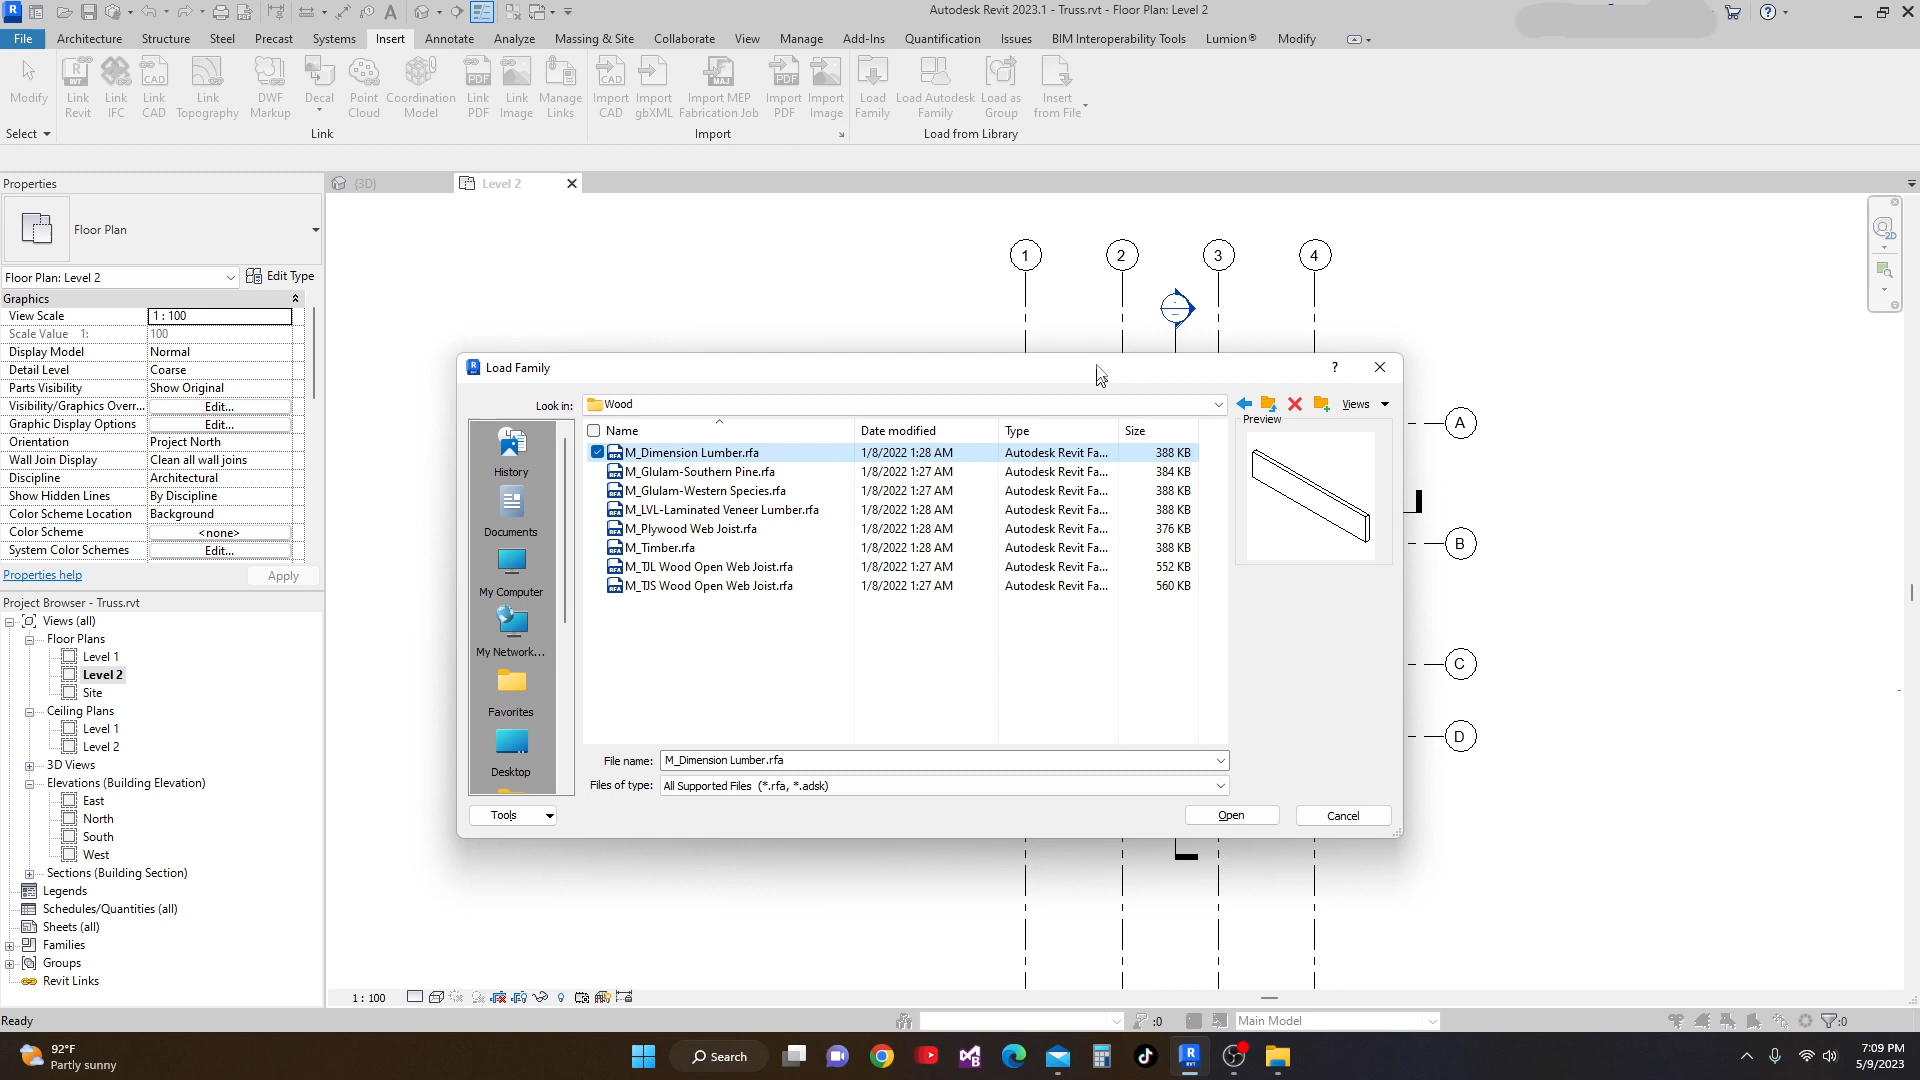 Autodesk Revit 2023.1 - Truss.rvt - Floor Plan: Level 2
File Architecture Structure Steel Precast Systems Insert Annotate Analyze Massing & Site Collaborate View Manage Add-Ins Quantification Issues BIM Interoperability Tools Lumion® Modify
Modify
Link Revit
Link IFC
Link CAD
Link Topography
DWF Markup
Decal
Point Cloud
Coordination Model
Link PDF
Link Image
Manage Links
Import CAD
Import gbXML
Import MEP Fabrication Job
Import PDF
Import Image
Load Family
Load Autodesk Family
Load as Group
Insert from File
Select Link Import Load from Library
Properties
(3D)
Level 2
Floor Plan
Floor Plan: Level 2 Edit Type
Graphics
View Scale 1 : 100
Scale Value 1: 100
Display Model Normal
Detail Level Coarse
Parts Visibility Show Original
Visibility/Graphics Overr... Edit...
Graphic Display Options Edit...
Orientation Project North
Wall Join Display Clean all wall joins
Discipline Architectural
Show Hidden Lines By Discipline
Color Scheme Location Background
Color Scheme <none>
System Color Schemes Edit...
Properties help Apply
Project Browser - Truss.rvt
Views (all)
Floor Plans
Level 1
Level 2
Site
Ceiling Plans
Level 1
Level 2
3D Views
Elevations (Building Elevation)
East
North
South
West
Sections (Building Section)
Legends
Schedules/Quantities (all)
Sheets (all)
Families
Groups
Revit Links
1 2 3 4
A
B
C
D
Load Family ?
Look in: Wood Views
Name Date modified Type Size
M_Dimension Lumber.rfa 1/8/2022 1:28 AM Autodesk Revit Fa... 388 KB
M_Glulam-Southern Pine.rfa 1/8/2022 1:27 AM Autodesk Revit Fa... 384 KB
M_Glulam-Western Species.rfa 1/8/2022 1:27 AM Autodesk Revit Fa... 388 KB
M_LVL-Laminated Veneer Lumber.rfa 1/8/2022 1:28 AM Autodesk Revit Fa... 388 KB
M_Plywood Web Joist.rfa 1/8/2022 1:28 AM Autodesk Revit Fa... 376 KB
M_Timber.rfa 1/8/2022 1:28 AM Autodesk Revit Fa... 388 KB
M_TJL Wood Open Web Joist.rfa 1/8/2022 1:27 AM Autodesk Revit Fa... 552 KB
M_TJS Wood Open Web Joist.rfa 1/8/2022 1:27 AM Autodesk Revit Fa... 560 KB
Preview
History
Documents
My Computer
My Network...
Favorites
Desktop
File name: M_Dimension Lumber.rfa
Files of type: All Supported Files (*.rfa, *.adsk)
Tools Open Cancel
1 : 100
Ready :0 Main Model :0
92°F
Partly sunny
Search
7:09 PM
5/9/2023